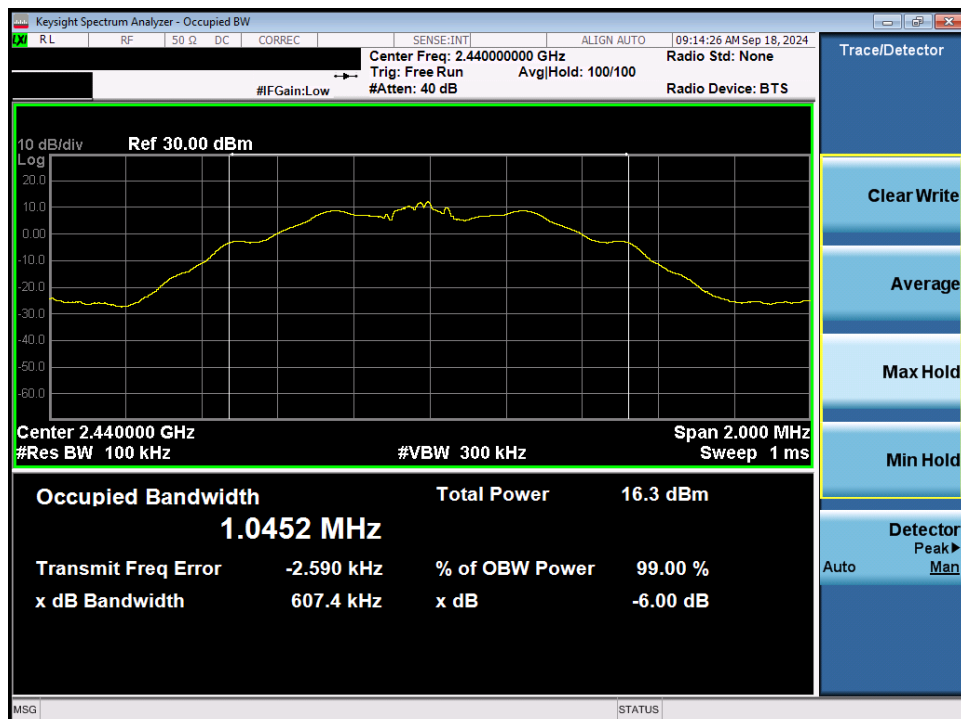 Keysight Spectrum Analyzer - Occupied BW
LXI RL RF 50 Ω DC CORREC SENSE:INT ALIGN AUTO 09:14:26 AM Sep 18, 2024
Trace/Detector
Center Freq: 2.440000000 GHz Radio Std: None
Trig: Free Run Avg|Hold: 100/100
#IFGain:Low #Atten: 40 dB Radio Device: BTS
10 dB/div Ref 30.00 dBm
Log
20.0
10.0
0.00
-10.0
-20.0
-30.0
-40.0
-50.0
-60.0
Center 2.440000 GHz Span 2.000 MHz
#Res BW 100 kHz #VBW 300 kHz Sweep 1 ms
Occupied Bandwidth Total Power 16.3 dBm
1.0452 MHz
Transmit Freq Error -2.590 kHz % of OBW Power 99.00 %
x dB Bandwidth 607.4 kHz x dB -6.00 dB
Clear Write
Average
Max Hold
Min Hold
Detector
Peak▶
Auto Man
MSG STATUS